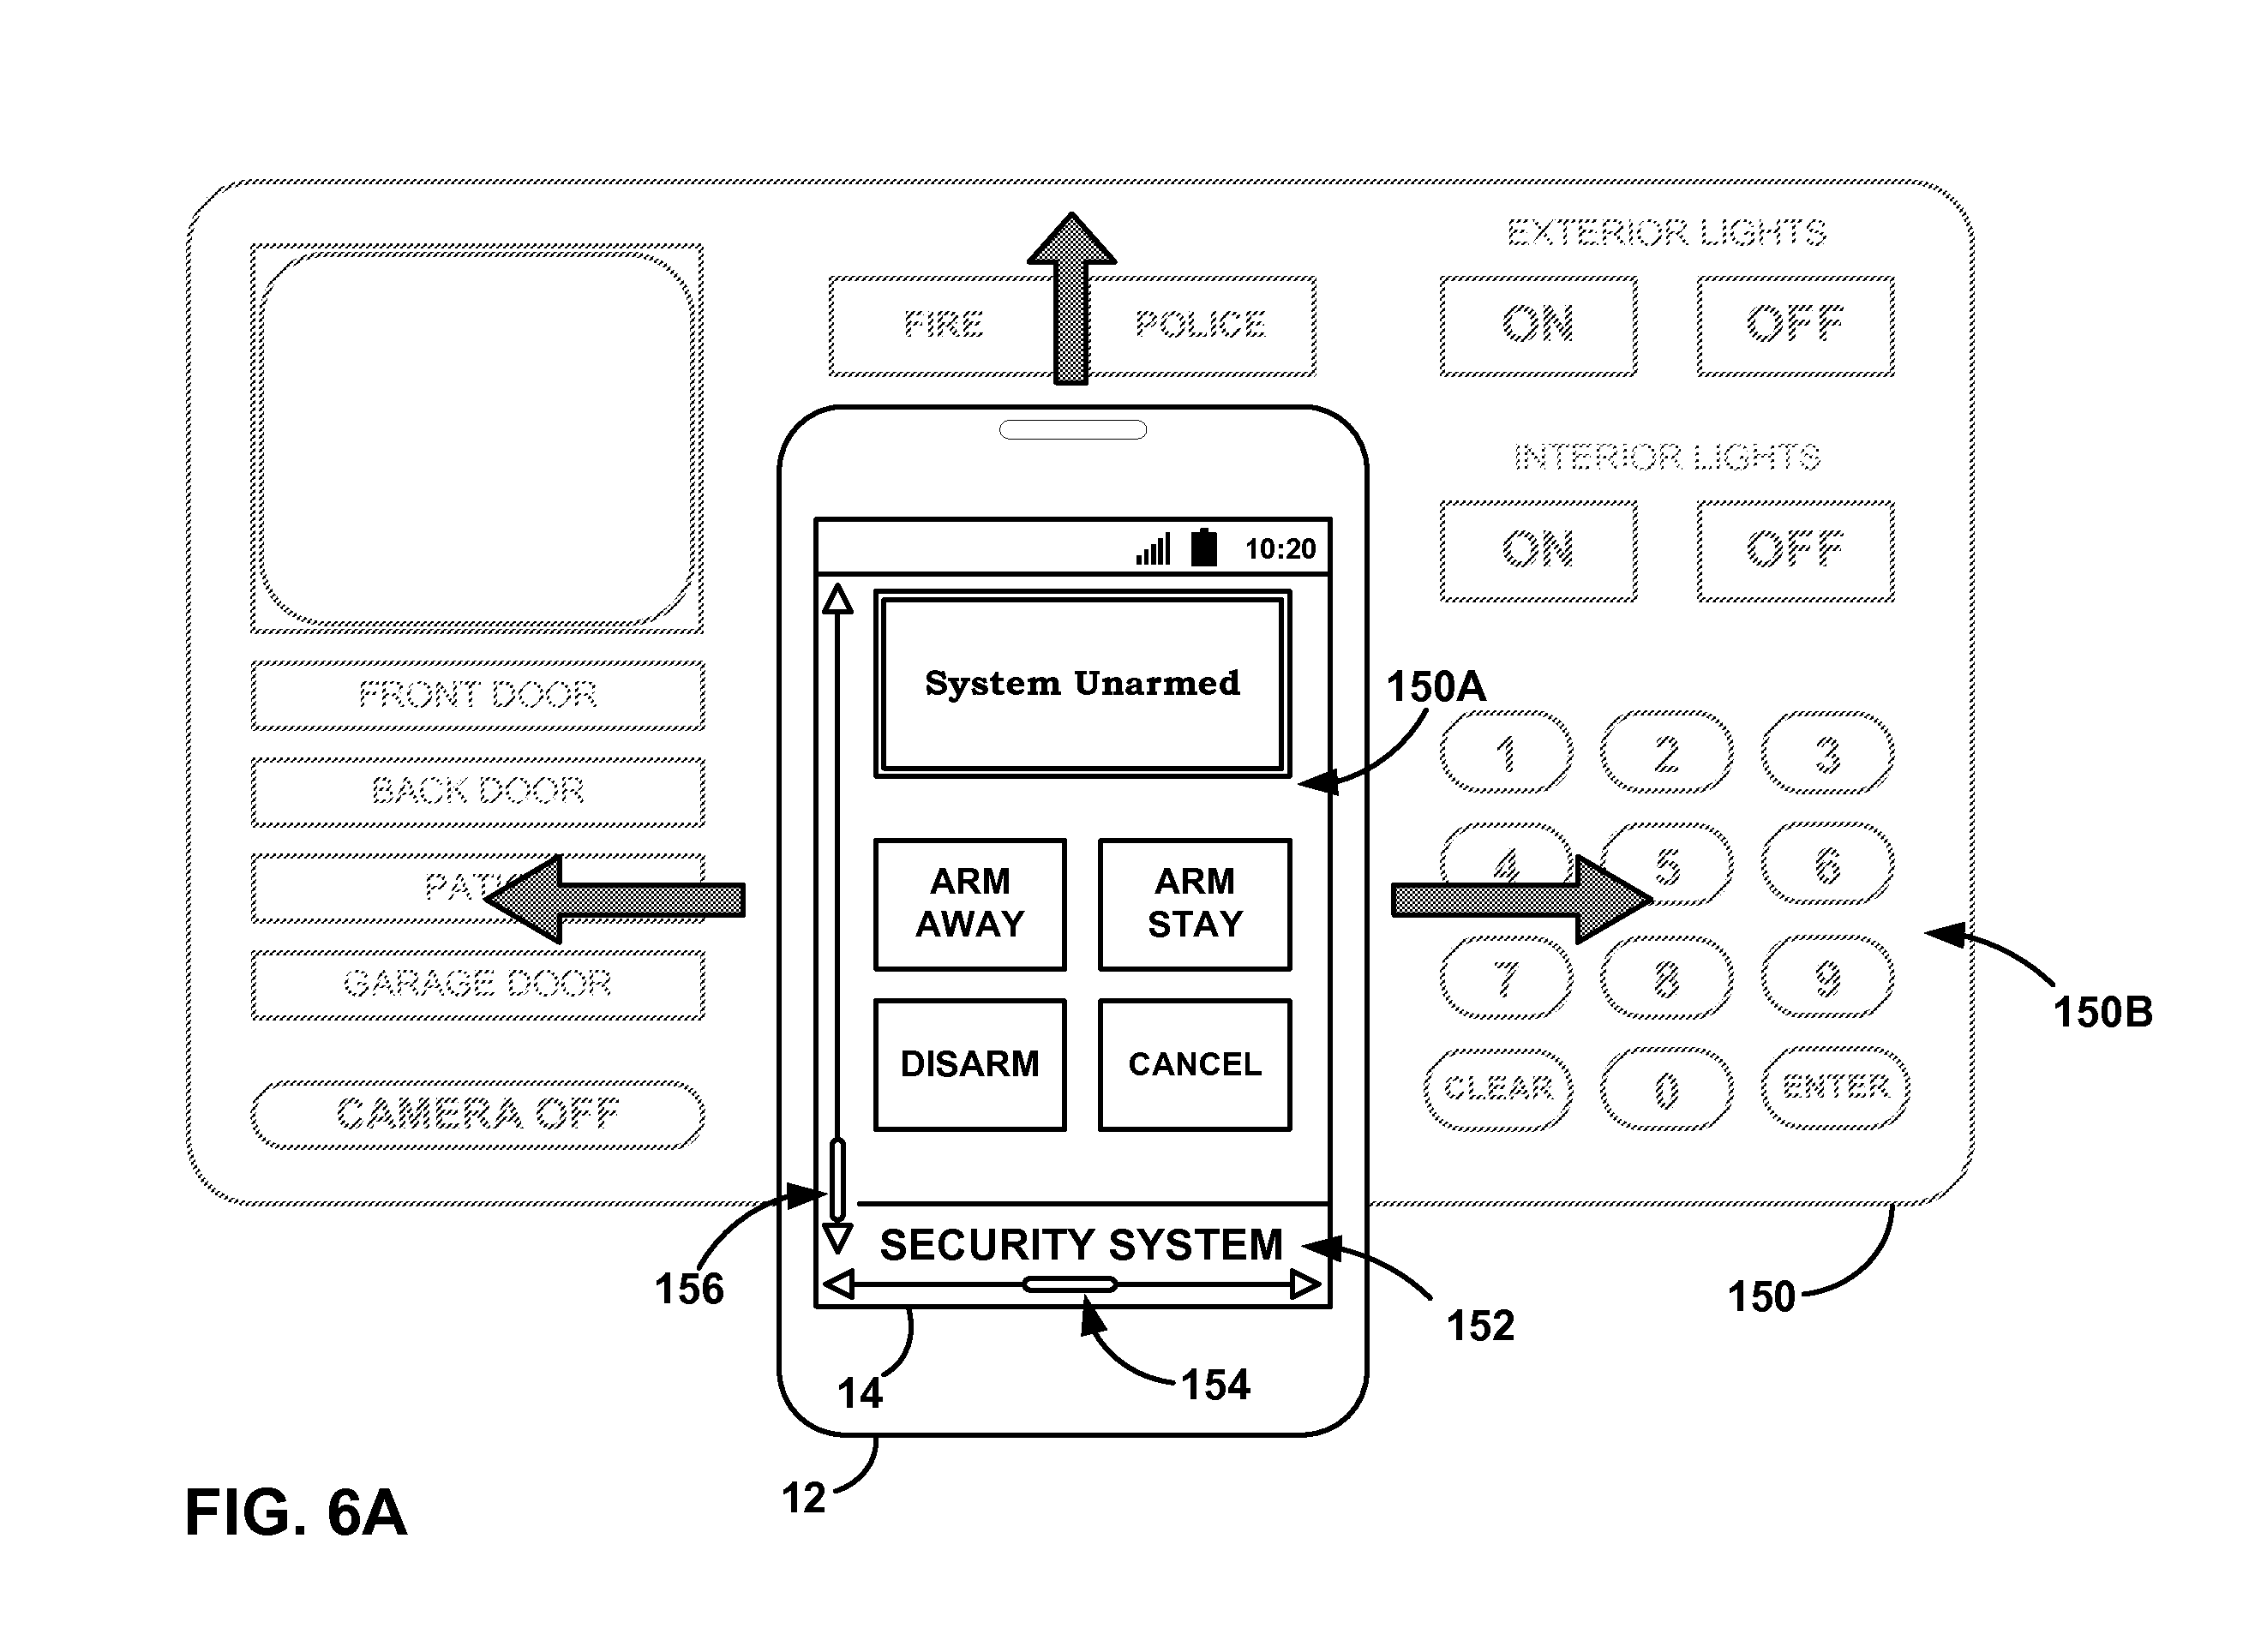 EXTERIOR LIGHTS
FIRE
POLICE
ON
OFF
INTERIOR LIGHTS
ON
OFF
10:20
System Unarmed
150A
FRONT DOOR
BACK DOOR
GARAGE DOOR
CAMERA OFF
ARM
AWAY
ARM
STAY
DISARM
CANCEL
1
2
3
4
5
6
7
8
9
CLEAR
0
ENTER
150B
SECURITY SYSTEM
156
152
150
154
14
12
FIG. 6A